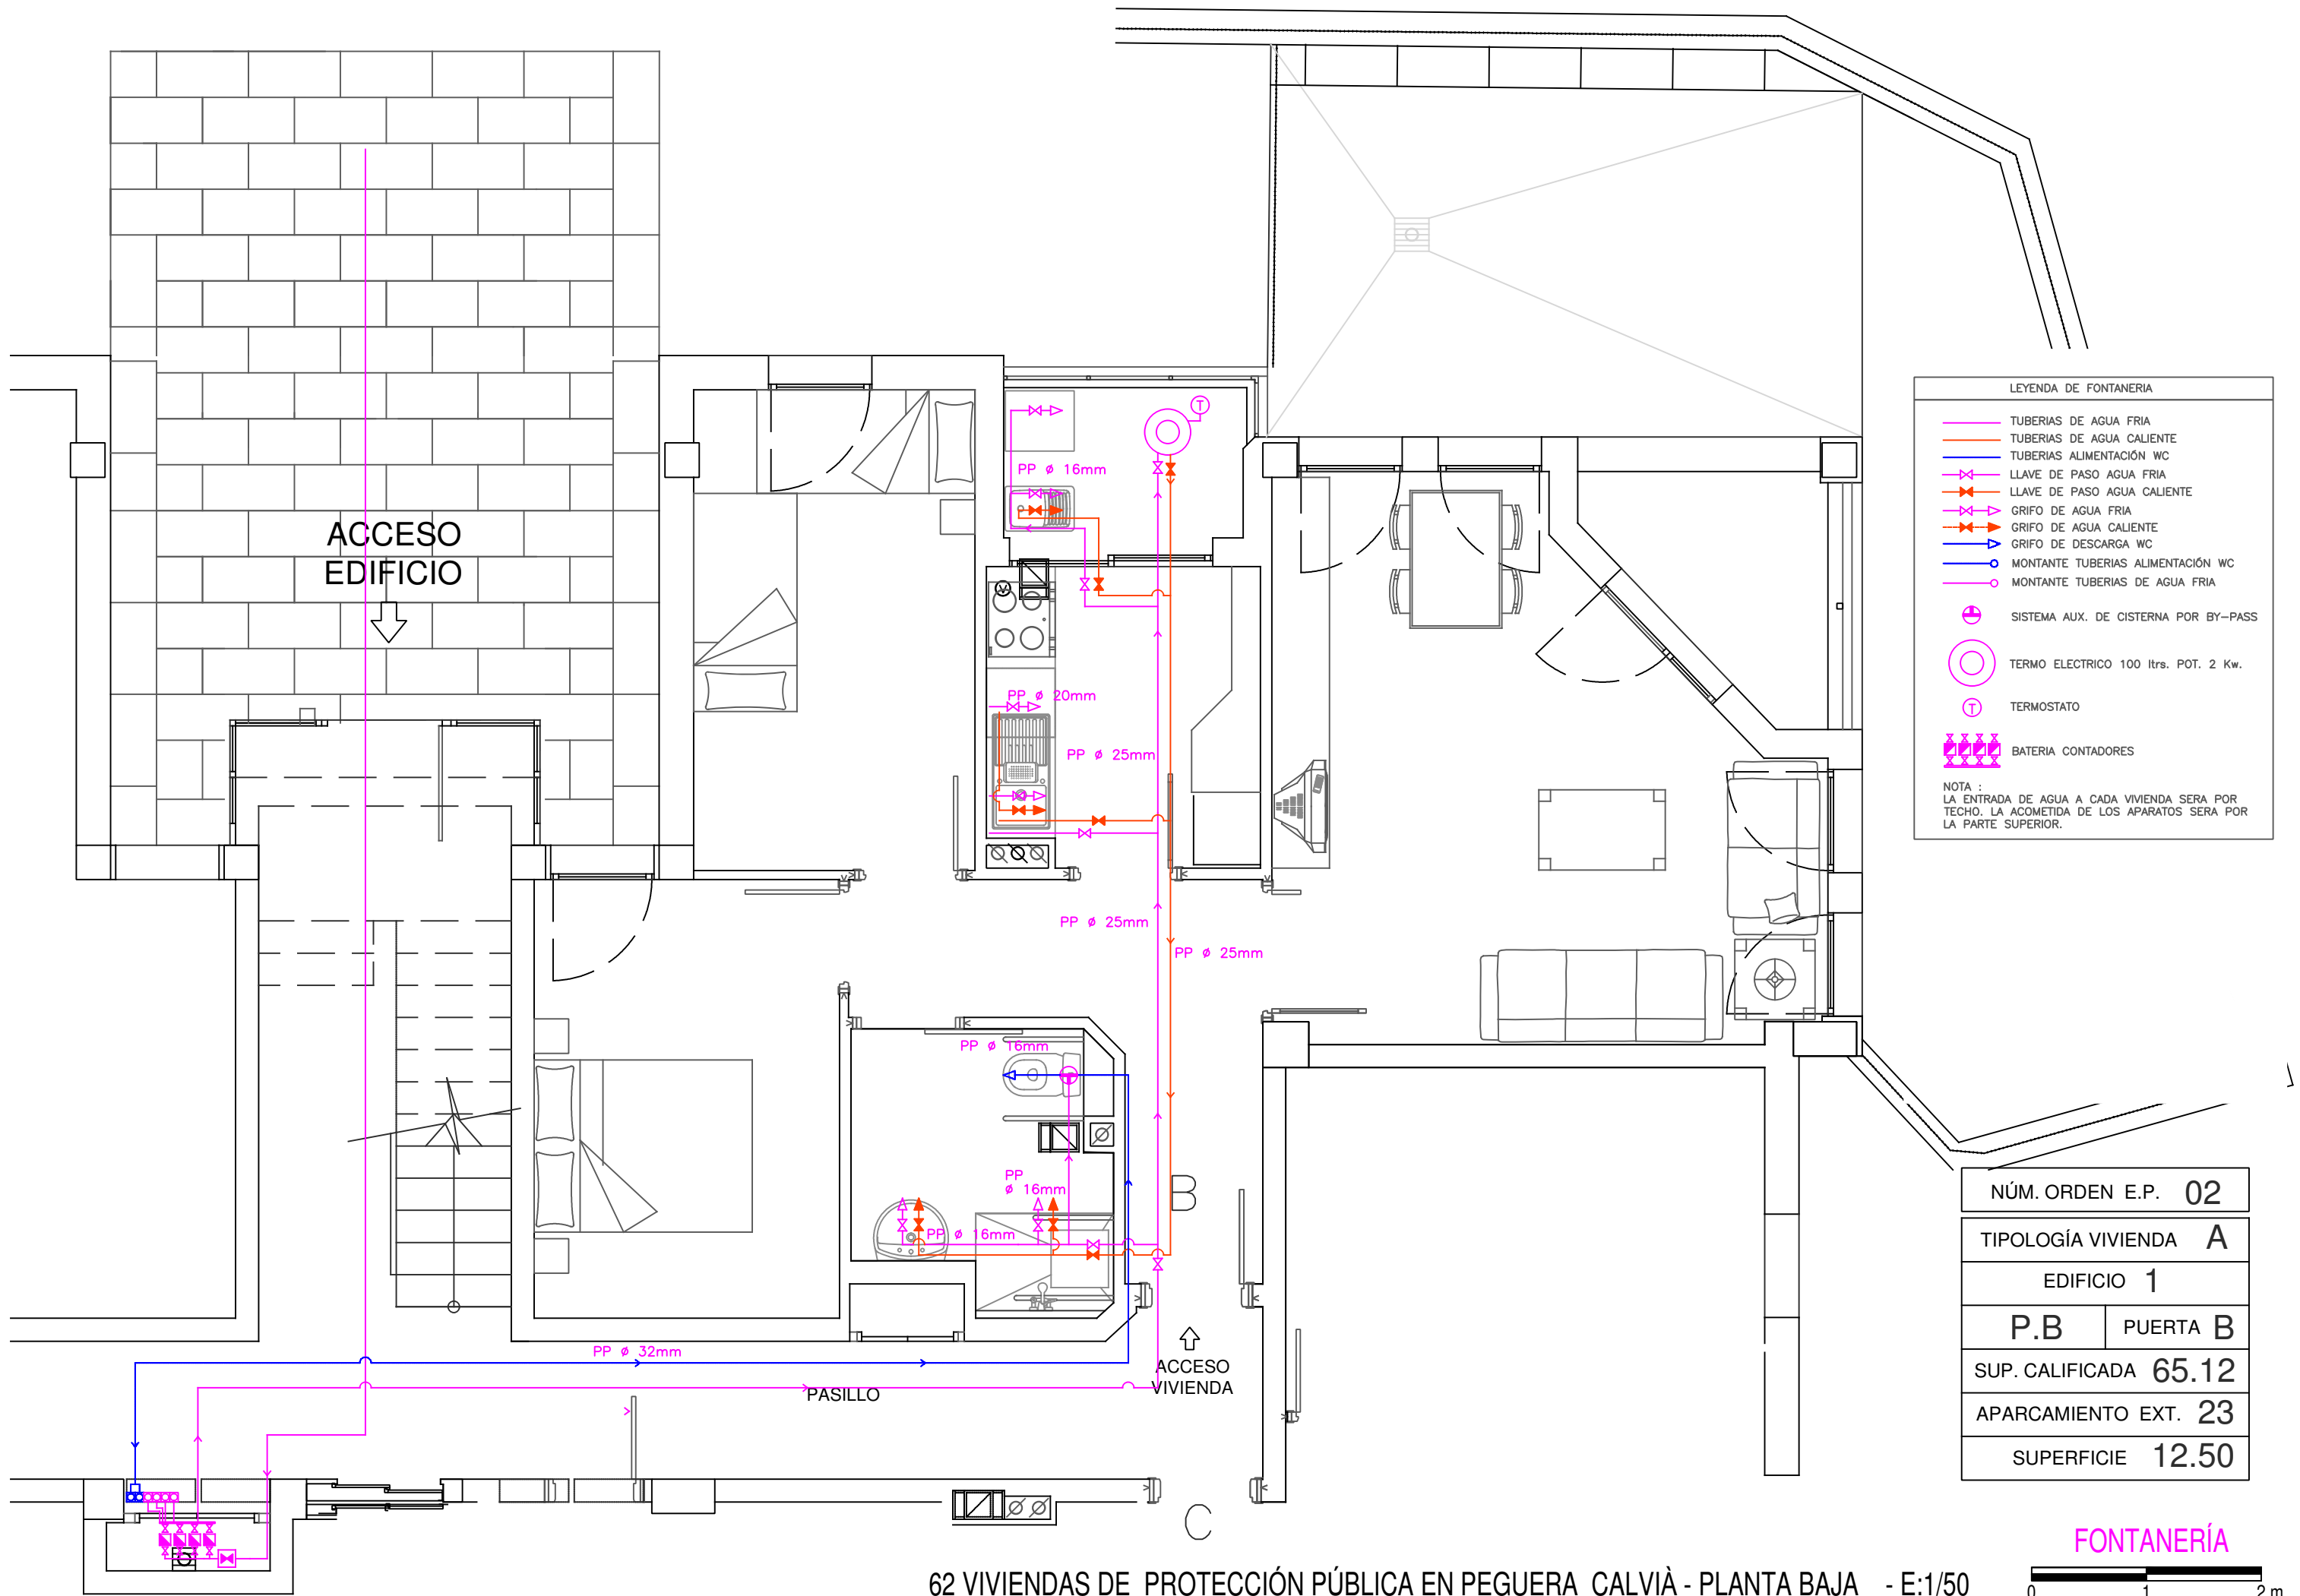 ACCESO
EDIFICIO
T
PP ø 16mm
V
PP ø 20mm
PP ø 25mm
PP ø 25mm
PP ø 25mm
PP ø 16mm
PP
ø 16mm
PP ø 16mm
B
PP ø 32mm
PASILLO
ACCESO
VIVIENDA
C
LEYENDA DE FONTANERIA
TUBERIAS DE AGUA FRIA
TUBERIAS DE AGUA CALIENTE
TUBERIAS ALIMENTACIÓN WC
LLAVE DE PASO AGUA FRIA
LLAVE DE PASO AGUA CALIENTE
GRIFO DE AGUA FRIA
GRIFO DE AGUA CALIENTE
GRIFO DE DESCARGA WC
MONTANTE TUBERIAS ALIMENTACIÓN WC
MONTANTE TUBERIAS DE AGUA FRIA
SISTEMA AUX. DE CISTERNA POR BY-PASS
TERMO ELECTRICO 100 ltrs. POT. 2 Kw.
T TERMOSTATO
BATERIA CONTADORES
NOTA :
LA ENTRADA DE AGUA A CADA VIVIENDA SERA POR
TECHO. LA ACOMETIDA DE LOS APARATOS SERA POR
LA PARTE SUPERIOR.
NÚM. ORDEN E.P. 02
TIPOLOGÍA VIVIENDA A
EDIFICIO 1
P.B PUERTA B
SUP. CALIFICADA 65.12
APARCAMIENTO EXT. 23
SUPERFICIE 12.50
FONTANERÍA
0 1 2 m
62 VIVIENDAS DE PROTECCIÓN PÚBLICA EN PEGUERA CALVIÀ - PLANTA BAJA - E:1/50